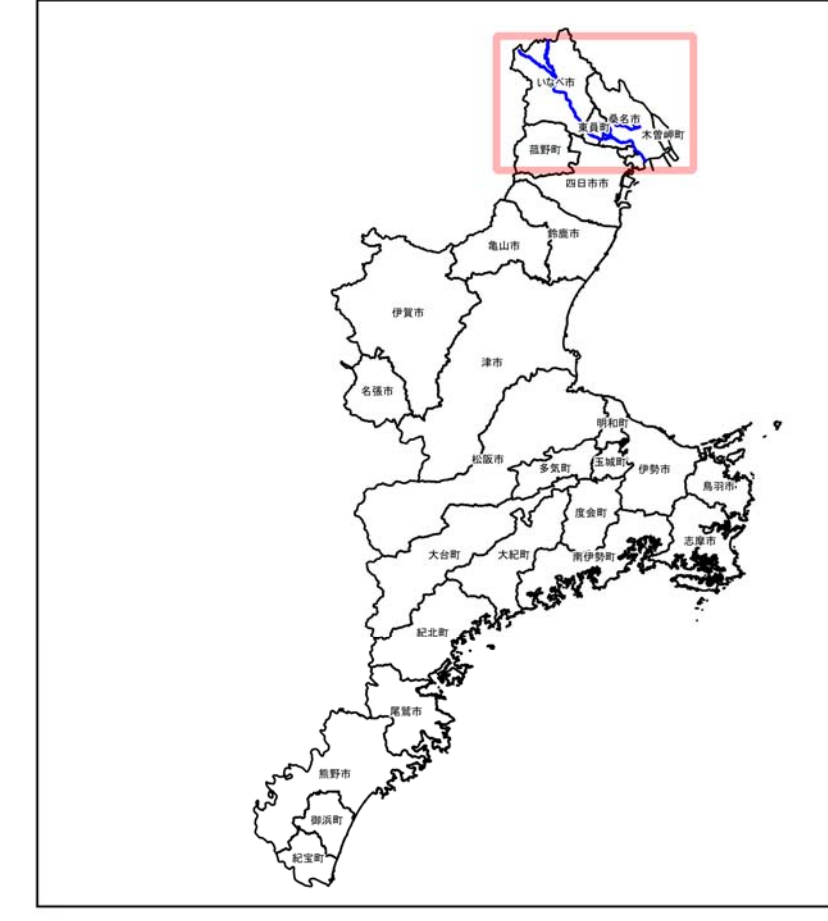 いなべ市
桑名市
東員町
木曽岬町
菰野町
四日市市
鈴鹿市
亀山市
伊賀市
津市
名張市
明和町
松阪市
玉城町
多気町
伊勢市
鳥羽市
度会町
志摩市
大台町
大紀町
南伊勢町
紀北町
尾鷲市
熊野市
御浜町
紀宝町